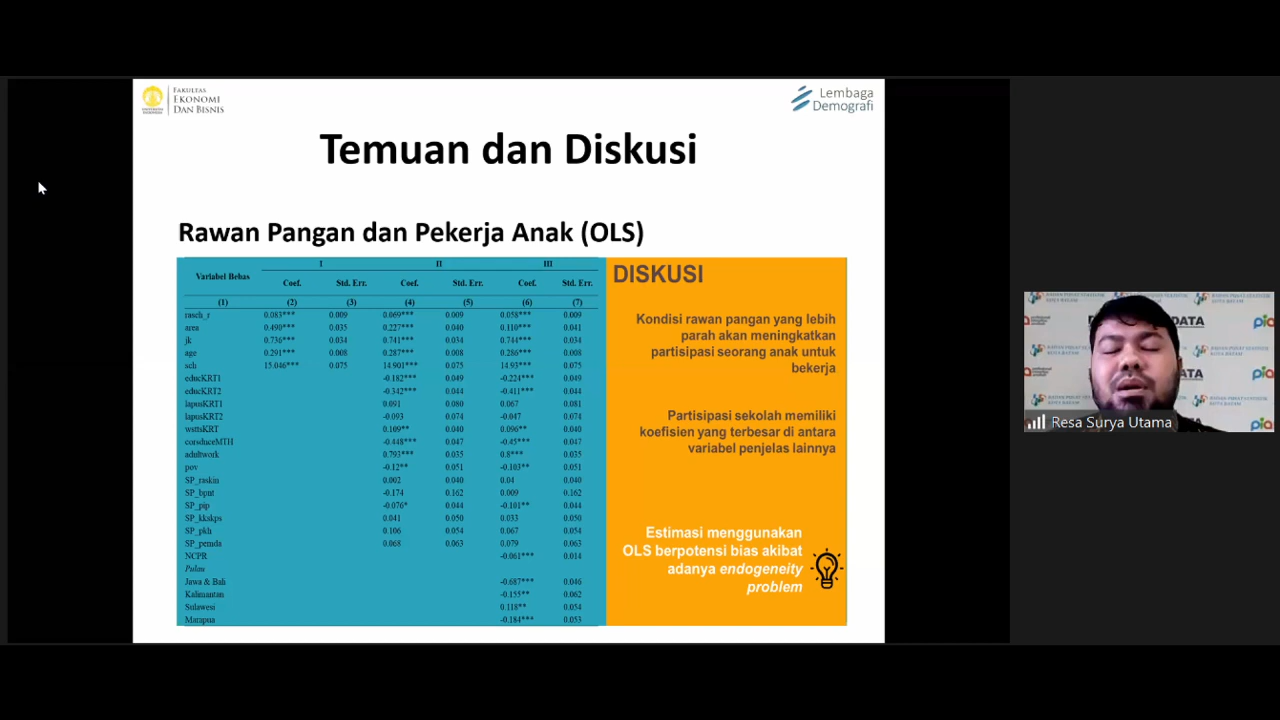 FAKULTAS
EKONOMI
DAN BISNIS
Lembaga
Demografi
Temuan dan Diskusi
Rawan Pangan dan Pekerja Anak (OLS)
Variabel Bebas I II III
Coef. Std. Err. Coef. Std. Err. Coef. Std. Err.
(1) (2) (3) (4) (5) (6) (7)
rasch_r 0.083*** 0.009 0.069*** 0.009 0.058*** 0.009
area 0.490*** 0.035 0.227*** 0.040 0.110*** 0.041
jk 0.736*** 0.034 0.741*** 0.034 0.744*** 0.034
age 0.291*** 0.008 0.287*** 0.008 0.286*** 0.008
sch 15.046*** 0.075 14.901*** 0.075 14.93*** 0.075
educKRT1 -0.182*** 0.049 -0.224*** 0.049
educKRT2 -0.342*** 0.044 -0.411*** 0.044
lapusKRT1 0.091 0.080 0.067 0.081
lapusKRT2 -0.093 0.074 -0.047 0.074
wsttsKRT 0.109** 0.040 0.096** 0.040
corsduceMTH -0.448*** 0.047 -0.45*** 0.047
adultwork 0.793*** 0.035 0.8*** 0.035
pov -0.12** 0.051 -0.103** 0.051
SP_raskin 0.002 0.040 0.04 0.040
SP_bpnt -0.174 0.162 0.009 0.162
SP_pip -0.076* 0.044 -0.101** 0.044
SP_kkskps 0.041 0.050 0.033 0.050
SP_pkh 0.106 0.054 0.067 0.054
SP_pemda 0.068 0.063 0.079 0.063
NCPR -0.061*** 0.014
Pulau
Jawa & Bali -0.687*** 0.046
Kalimantan -0.155** 0.062
Sulawesi 0.118** 0.054
Marapua -0.184*** 0.053
DISKUSI
Kondisi rawan pangan yang lebih
parah akan meningkatkan
partisipasi seorang anak untuk
bekerja
Partisipasi sekolah memiliki
koefisien yang terbesar di antara
variabel penjelas lainnya
Estimasi menggunakan
OLS berpotensi bias akibat
adanya endogeneity
problem
Resa Surya Utama